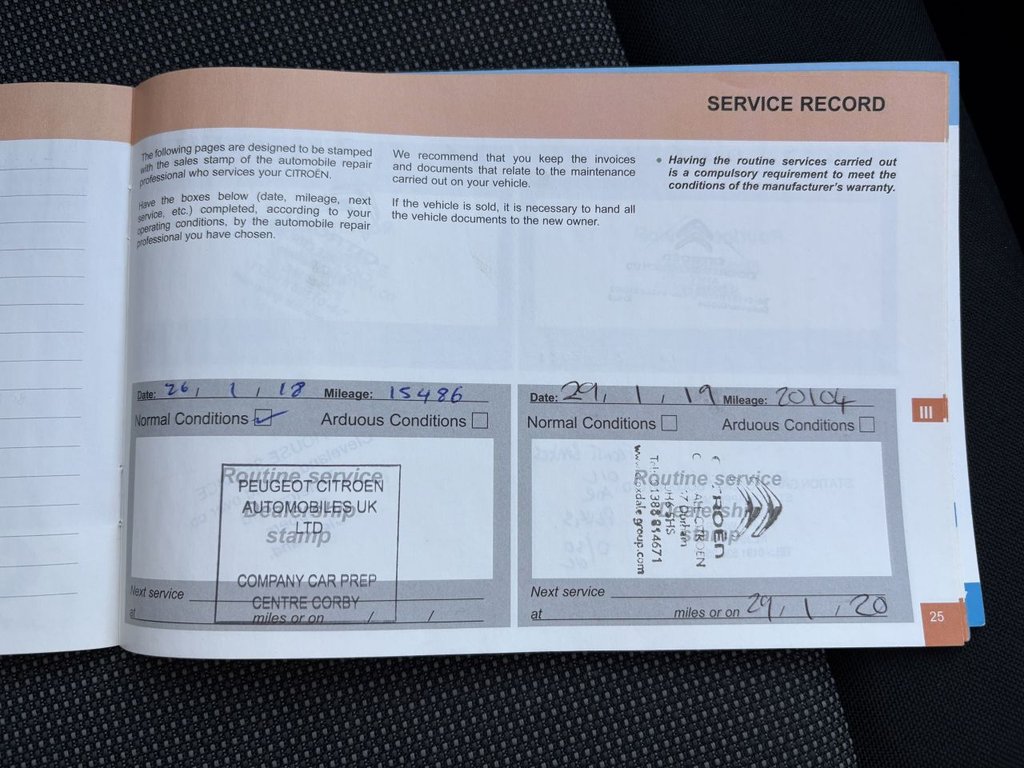 SERVICE RECORD
The following pages are designed to be stamped
with the sales stamp of the automobile repair
professional who services your CITROËN.
Have the boxes below (date, mileage, next
service, etc.) completed, according to your
operating conditions, by the automobile repair
professional you have chosen.
We recommend that you keep the invoices
and documents that relate to the maintenance
carried out on your vehicle.
If the vehicle is sold, it is necessary to hand all
the vehicle documents to the new owner.
• Having the routine services carried out
is a compulsory requirement to meet the
conditions of the manufacturer's warranty.
Date: 26, 1, 18 Mileage: 15486
Normal Conditions Arduous Conditions
Routine service
Dealership
stamp
PEUGEOT CITROEN
AUTOMOBILES UK
LTD
COMPANY CAR PREP
CENTRE CORBY
Next service
at miles or on / /
Date: 29, 1, 19 Mileage: 20104
Normal Conditions Arduous Conditions
Routine service
Dealership
stamp
CITROËN
Durham
Next service
at miles or on 29, 1, 20
III
25